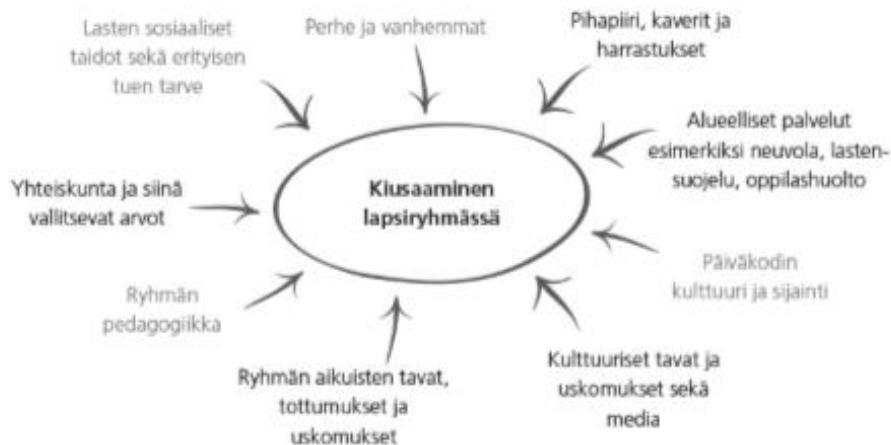 Lasten sosiaaliset
taidot sekä erityisen
tuen tarve
Perhe ja vanhemmat
Pihapiiri, kaverit ja
harrastukset
Alueelliset palvelut
esimerkiksi neuvola, lasten-
suojelu, oppilashuolto
Yhteiskunta ja siinä
vallitsevat arvot
Kiusaaminen
lapsiryhmässä
Päiväkodin
kulttuuri ja sijainti
Ryhmän
pedagogiikka
Ryhmän aikuisten tavat,
tottumukset ja
uskomukset
Kulttuuriset tavat ja
uskomukset sekä
media